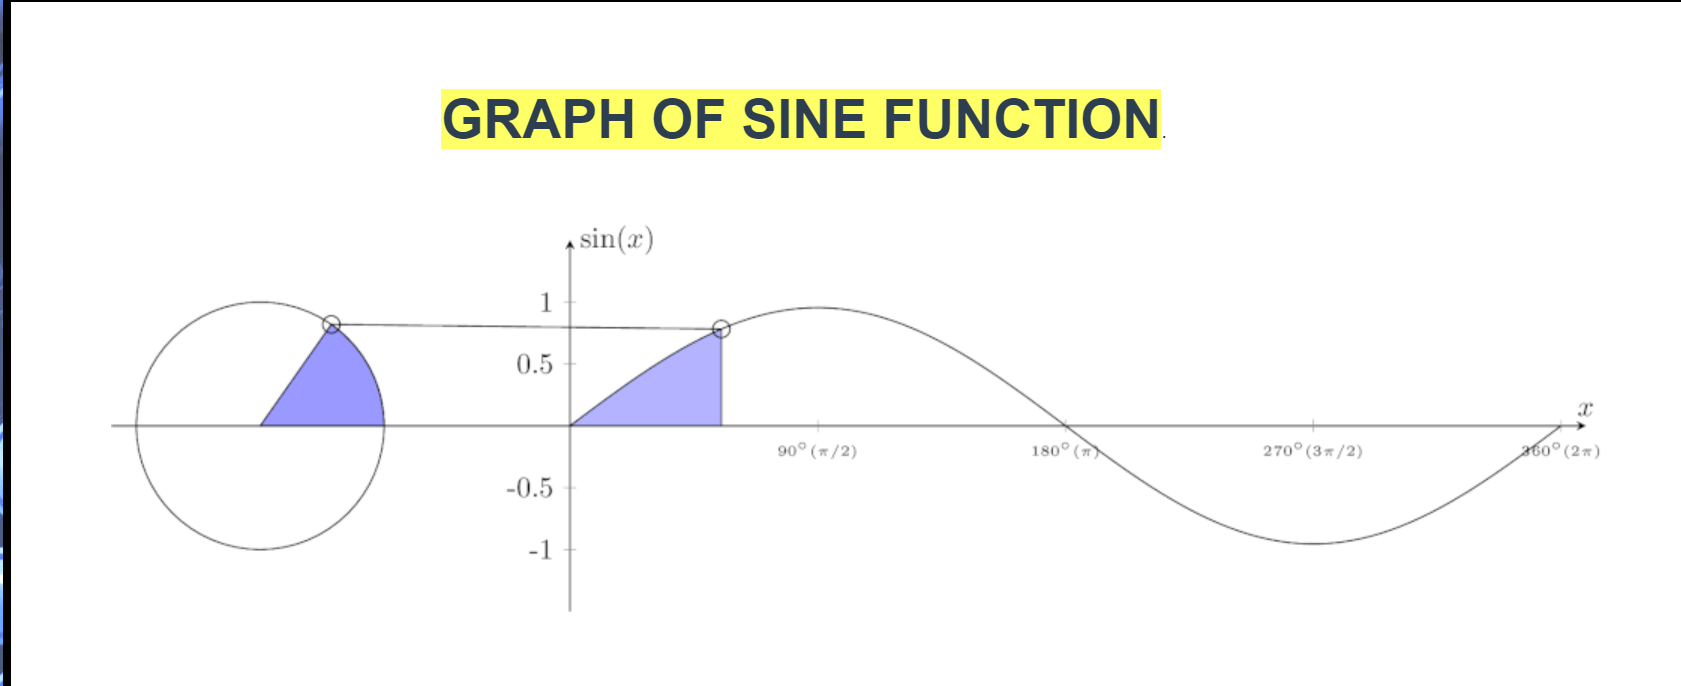 GRAPH OF SINE FUNCTION.
sin(x)
1
0.5
x
90°(π/2) 180°(π) 270°(3π/2) 360°(2π)
-0.5
-1